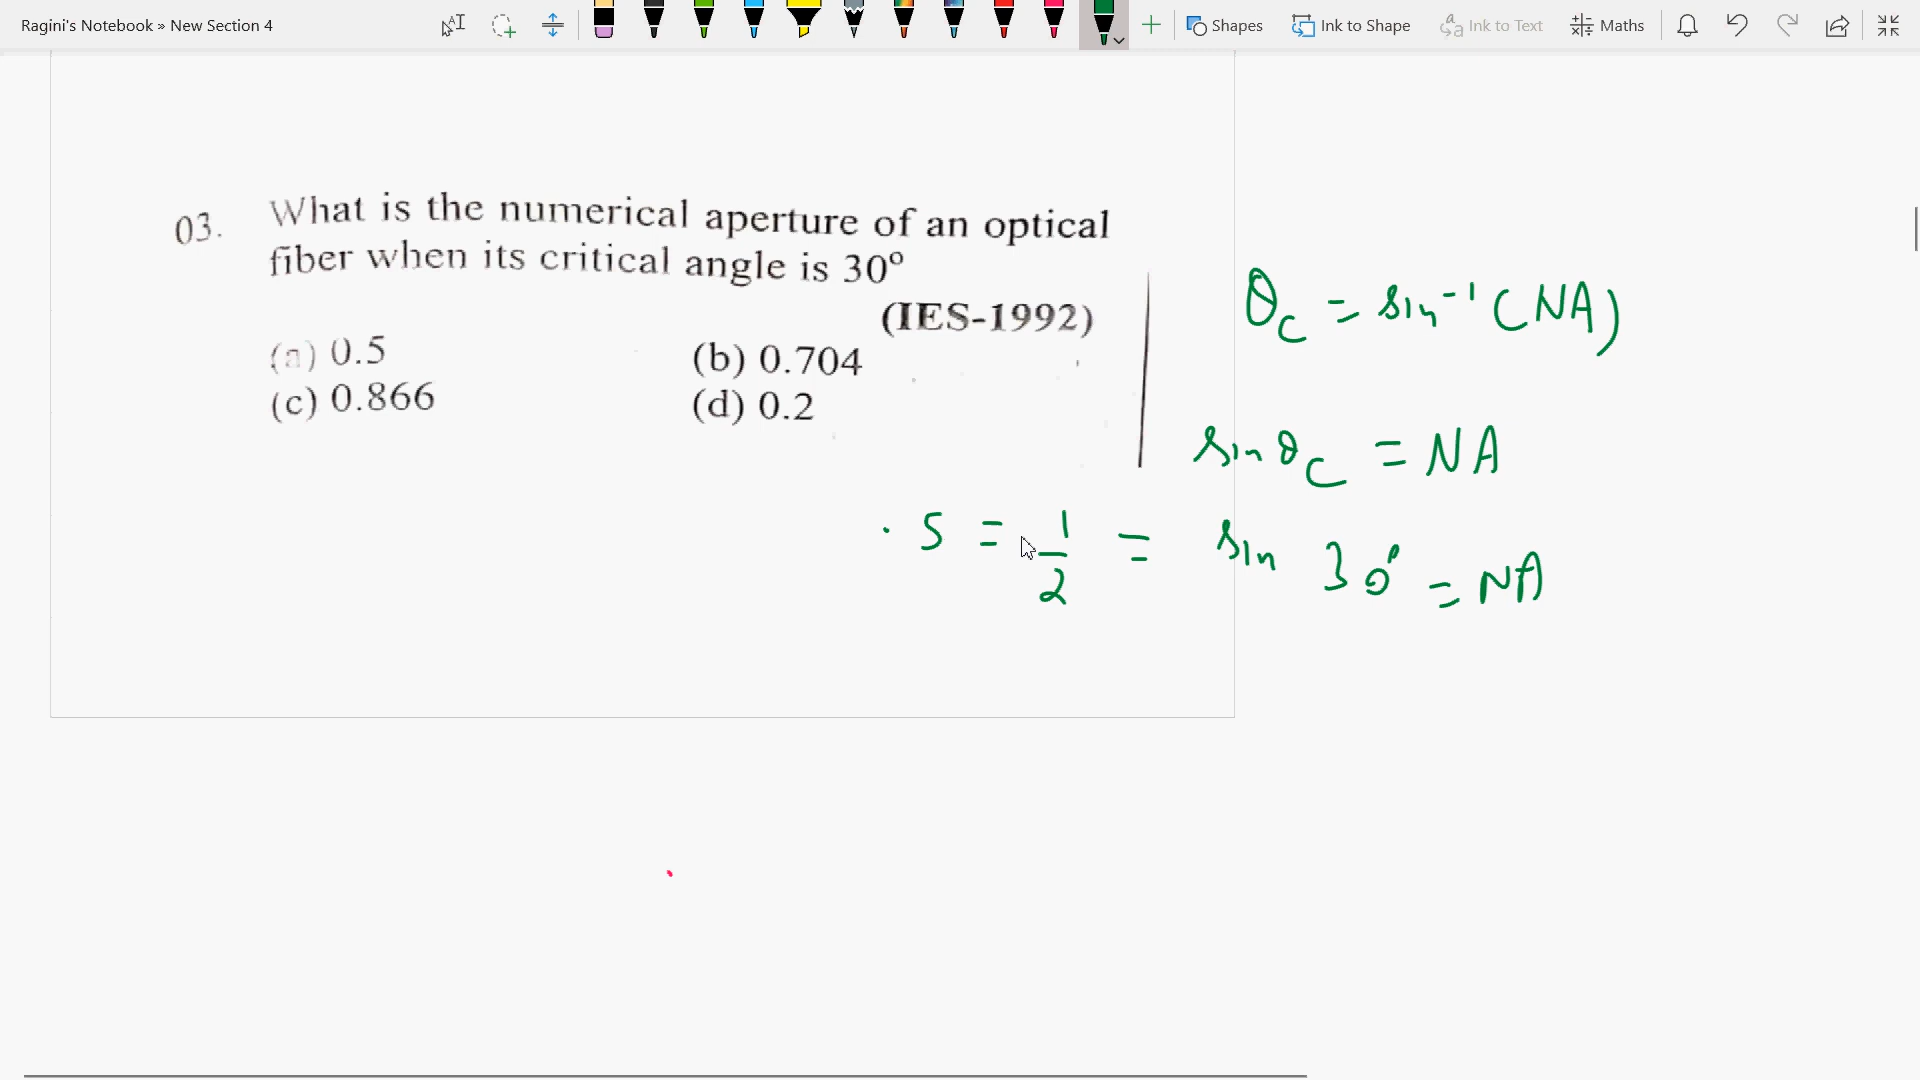 Ragini's Notebook » New Section 4
Shapes
Ink to Shape
Ink to Text
Maths
03. What is the numerical aperture of an optical
fiber when its critical angle is 30°
(IES-1992)
(a) 0.5 (b) 0.704
(c) 0.866 (d) 0.2
θc = sin⁻¹ (NA)
sin θc = NA
.5 = 1/2 = sin 30° = NA